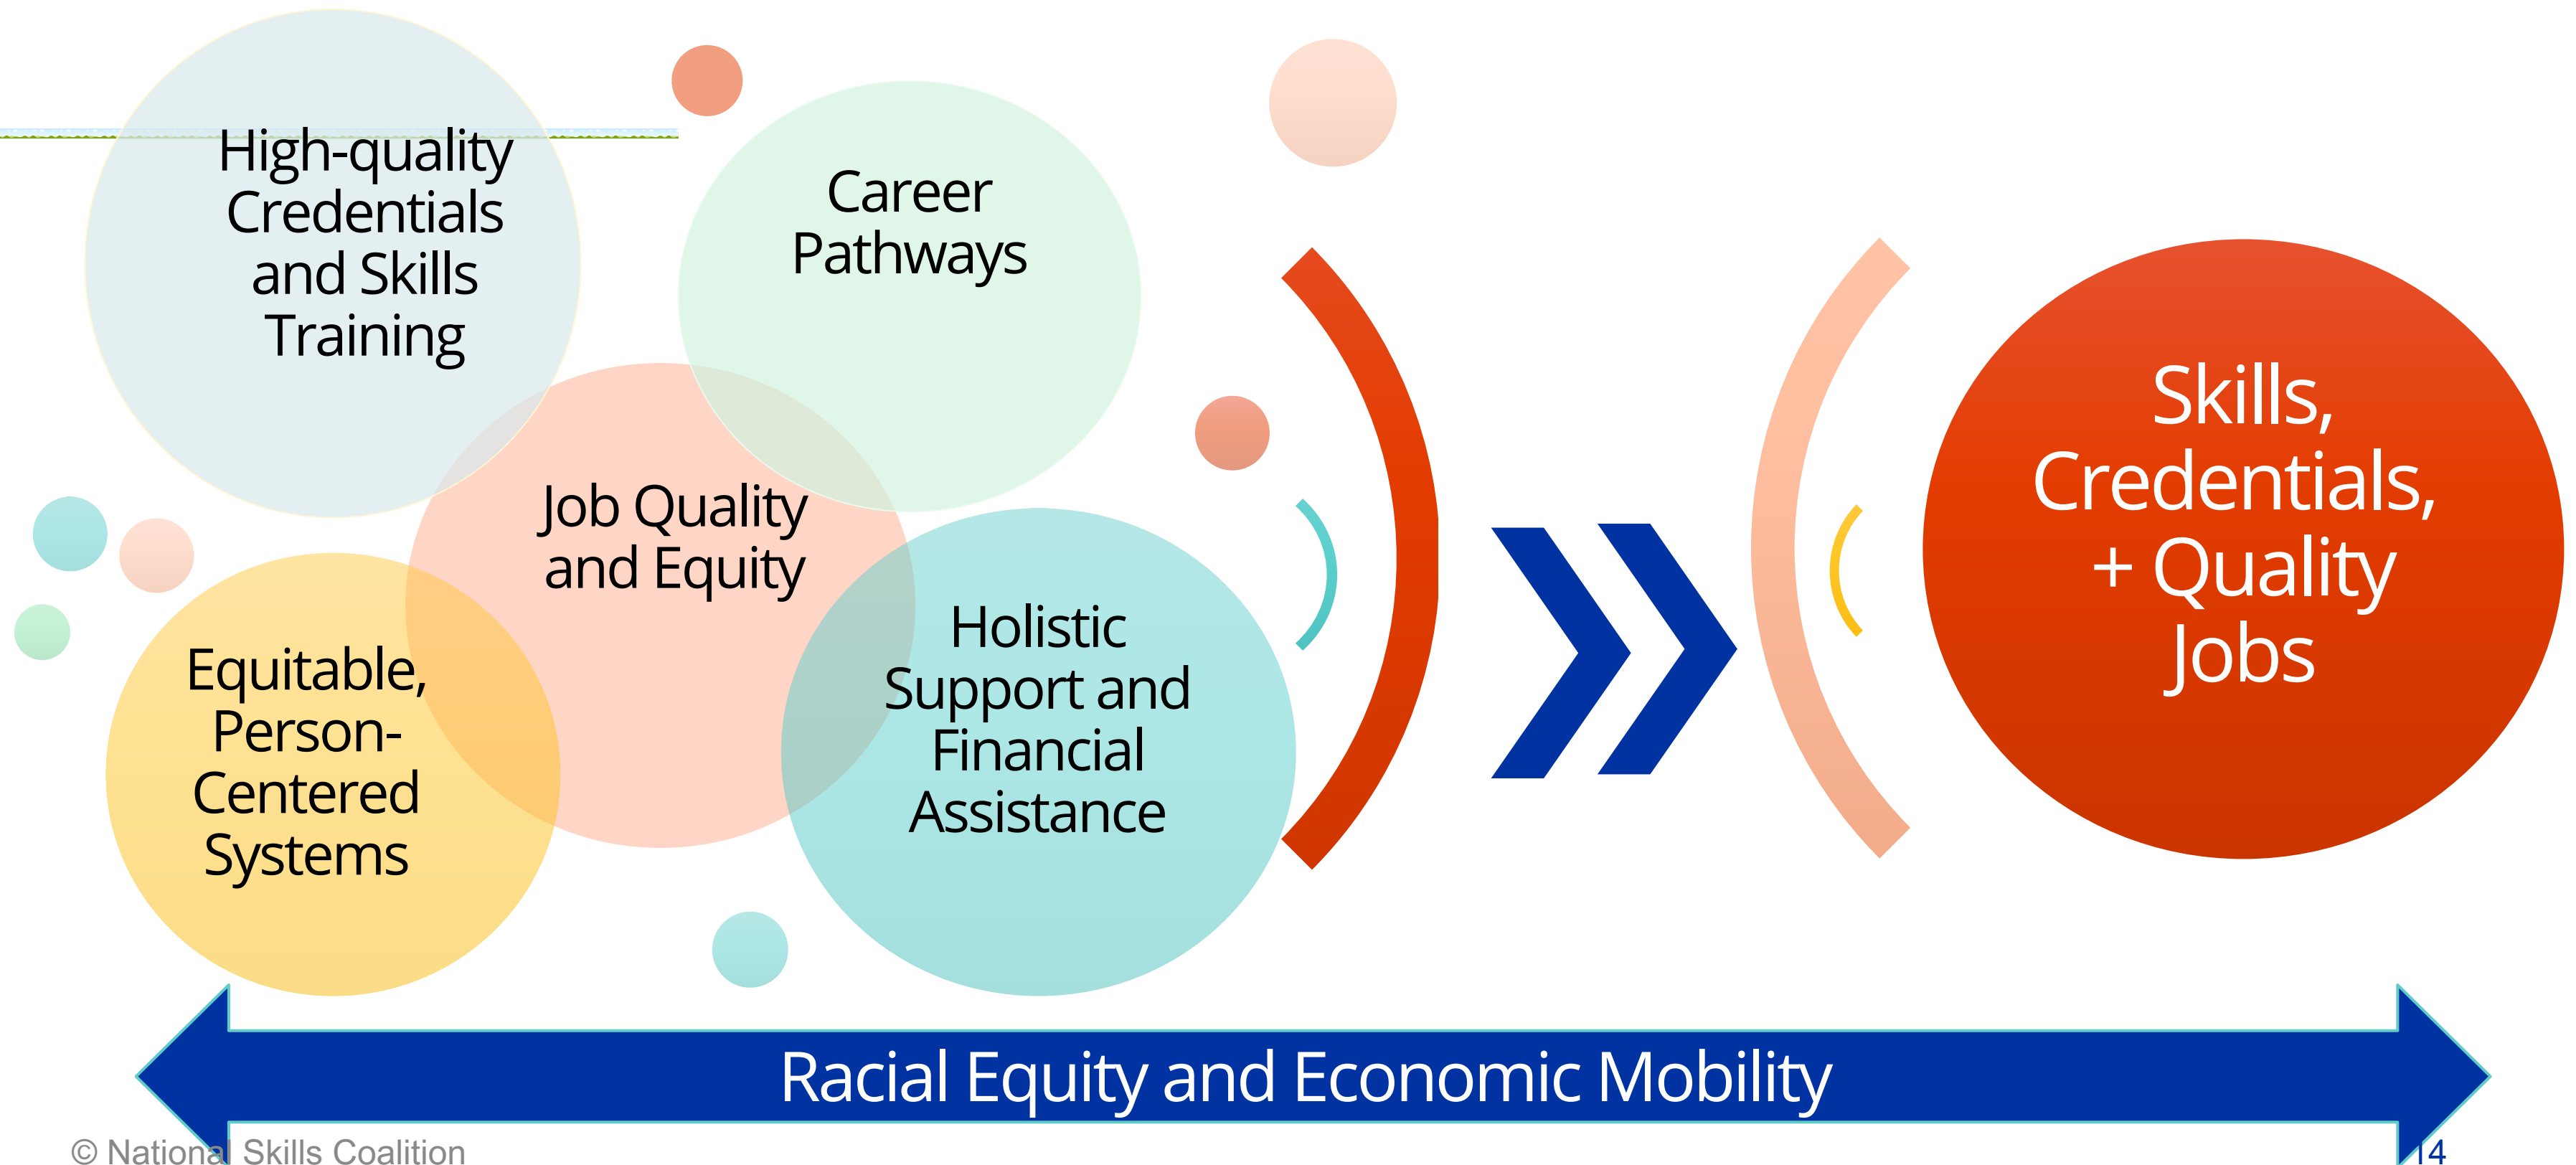 High-quality
Credentials
and Skills
Training
Career
Pathways
Job Quality
and Equity
Equitable,
Person-
Centered
Systems
Holistic
Support and
Financial
Assistance
Skills,
Credentials,
+ Quality
Jobs
Racial Equity and Economic Mobility
© National Skills Coalition
14